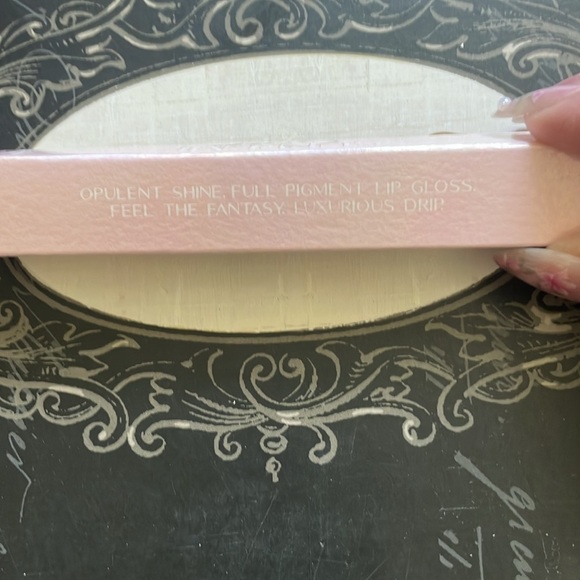 OPULENT SHINE. FULL PIGMENT LIP GLOSS.
FEEL THE FANTASY. LUXURIOUS DRIP.